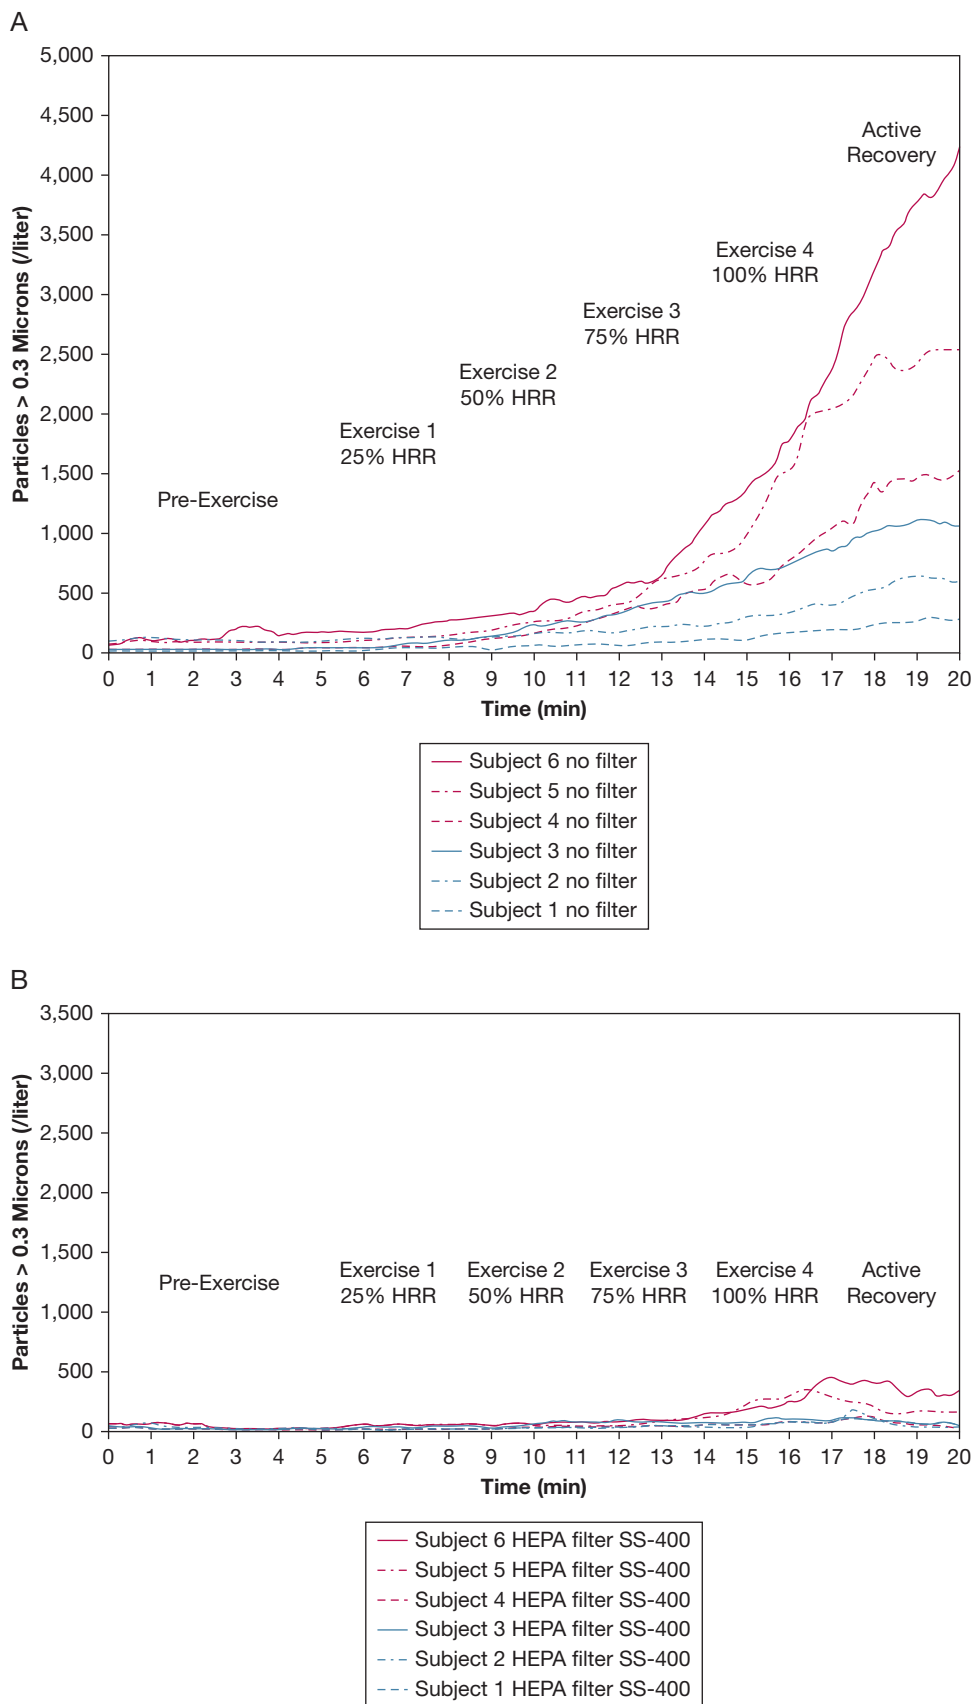 A
5,000
4,500
4,000
3,500
3,000
2,500
2,000
1,500
1,000
500
0
Particles > 0.3 Microns (/liter)
Pre-Exercise
Exercise 1
25% HRR
Exercise 2
50% HRR
Exercise 3
75% HRR
Exercise 4
100% HRR
Active
Recovery
0 1 2 3 4 5 6 7 8 9 10 11 12 13 14 15 16 17 18 19 20
Time (min)
Subject 6 no filter
Subject 5 no filter
Subject 4 no filter
Subject 3 no filter
Subject 2 no filter
Subject 1 no filter
B
3,500
3,000
2,500
2,000
1,500
1,000
500
0
Particles > 0.3 Microns (/liter)
Pre-Exercise
Exercise 1
25% HRR
Exercise 2
50% HRR
Exercise 3
75% HRR
Exercise 4
100% HRR
Active
Recovery
0 1 2 3 4 5 6 7 8 9 10 11 12 13 14 15 16 17 18 19 20
Time (min)
Subject 6 HEPA filter SS-400
Subject 5 HEPA filter SS-400
Subject 4 HEPA filter SS-400
Subject 3 HEPA filter SS-400
Subject 2 HEPA filter SS-400
Subject 1 HEPA filter SS-400